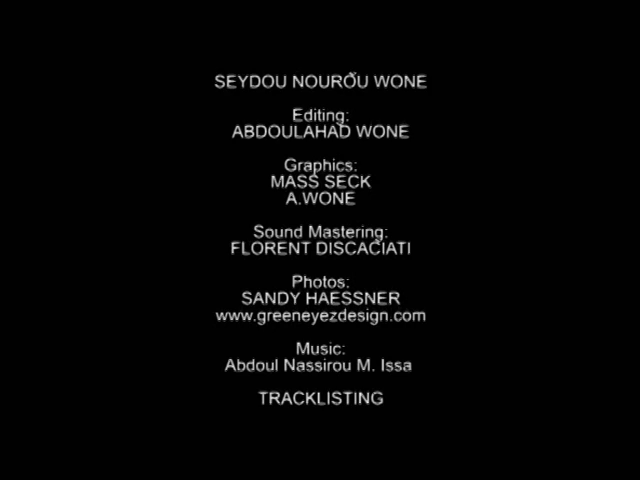 SEYDOU NOUROU WONE
Editing:
ABDOULAHAD WONE
Graphics:
MASS SECK
A.WONE
Sound Mastering:
FLORENT DISCACIATI
Photos:
SANDY HAESSNER
www.greeneyezdesign.com
Music:
Abdoul Nassirou M. Issa
TRACKLISTING